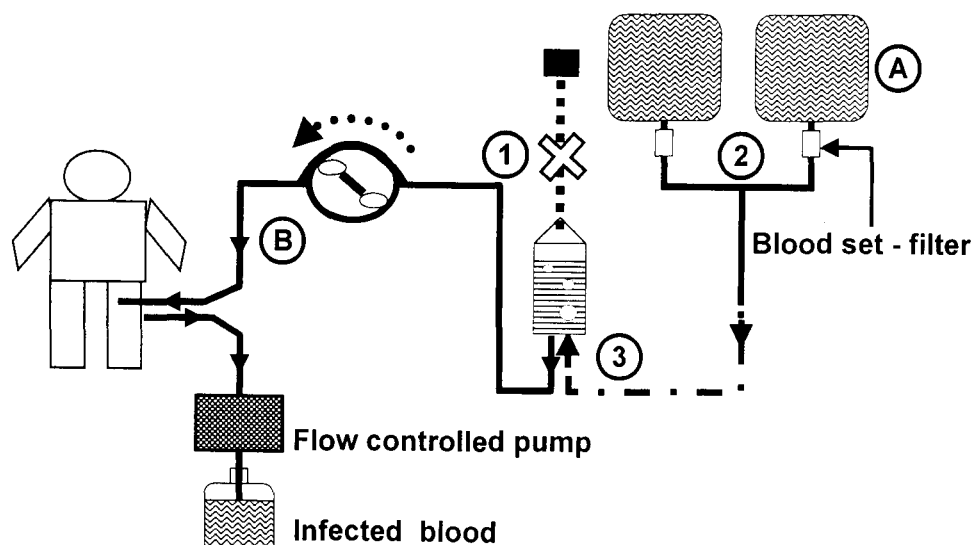 A
1
2
B
Blood set - filter
3
Flow controlled pump
Infected blood